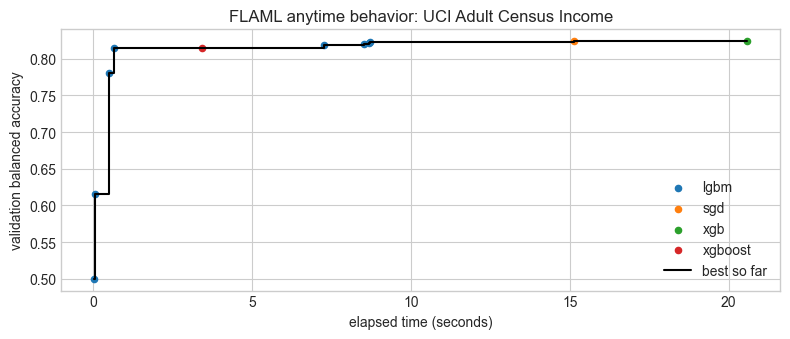 FLAML anytime behavior: UCI Adult Census Income
validation balanced accuracy
0.80
0.75
0.70
0.65
0.60
0.55
0.50
lgbm
sgd
xgb
xgboost
best so far
0 5 10 15 20
elapsed time (seconds)